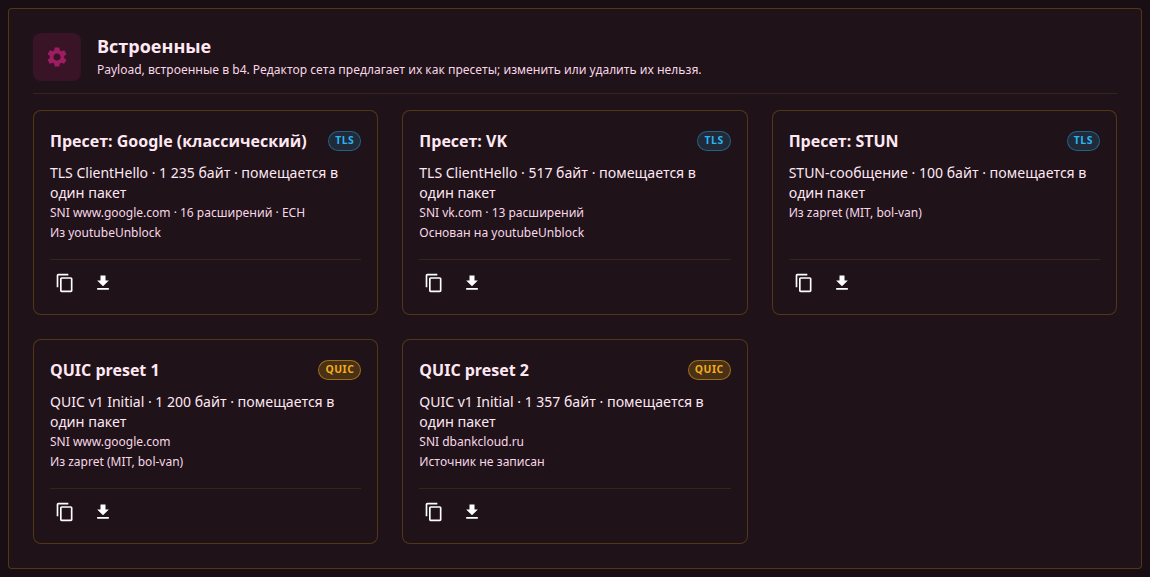 Встроенные
Payload, встроенные в b4. Редактор сета предлагает их как пресеты; изменить или удалить их нельзя.
Пресет: Google (классический)
TLS
TLS ClientHello · 1 235 байт · помещается в
один пакет
SNI www.google.com · 16 расширений · ECH
Из youtubeUnblock
Пресет: VK
TLS
TLS ClientHello · 517 байт · помещается в
один пакет
SNI vk.com · 13 расширений
Основан на youtubeUnblock
Пресет: STUN
TLS
STUN-сообщение · 100 байт · помещается в
один пакет
Из zapret (MIT, bol-van)
QUIC preset 1
QUIC
QUIC v1 Initial · 1 200 байт · помещается в
один пакет
SNI www.google.com
Из zapret (MIT, bol-van)
QUIC preset 2
QUIC
QUIC v1 Initial · 1 357 байт · помещается в
один пакет
SNI dbankcloud.ru
Источник не записан